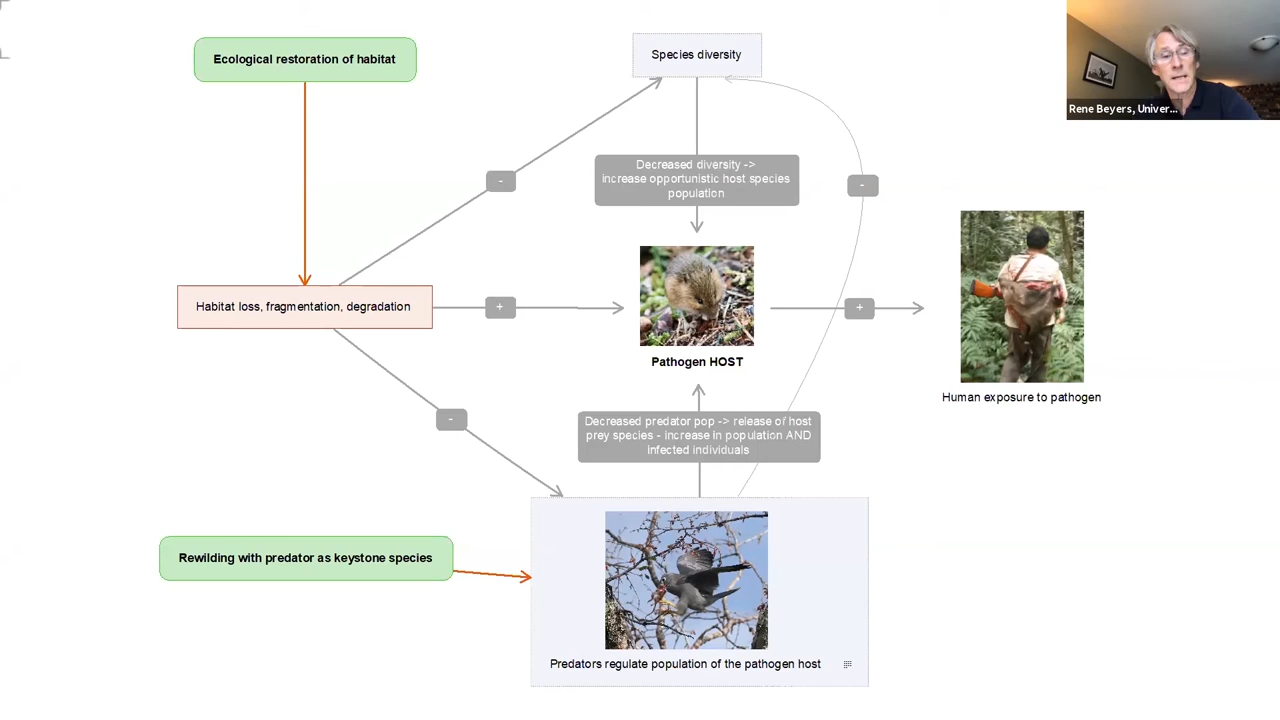 Ecological restoration of habitat
Species diversity
Rene Beyers, Univer...
-
Decreased diversity ->
increase opportunistic host species
population
-
Habitat loss, fragmentation, degradation
+
+
Pathogen HOST
Human exposure to pathogen
-
Decreased predator pop -> release of host
prey species - increase in population AND
infected individuals
Rewilding with predator as keystone species
Predators regulate population of the pathogen host